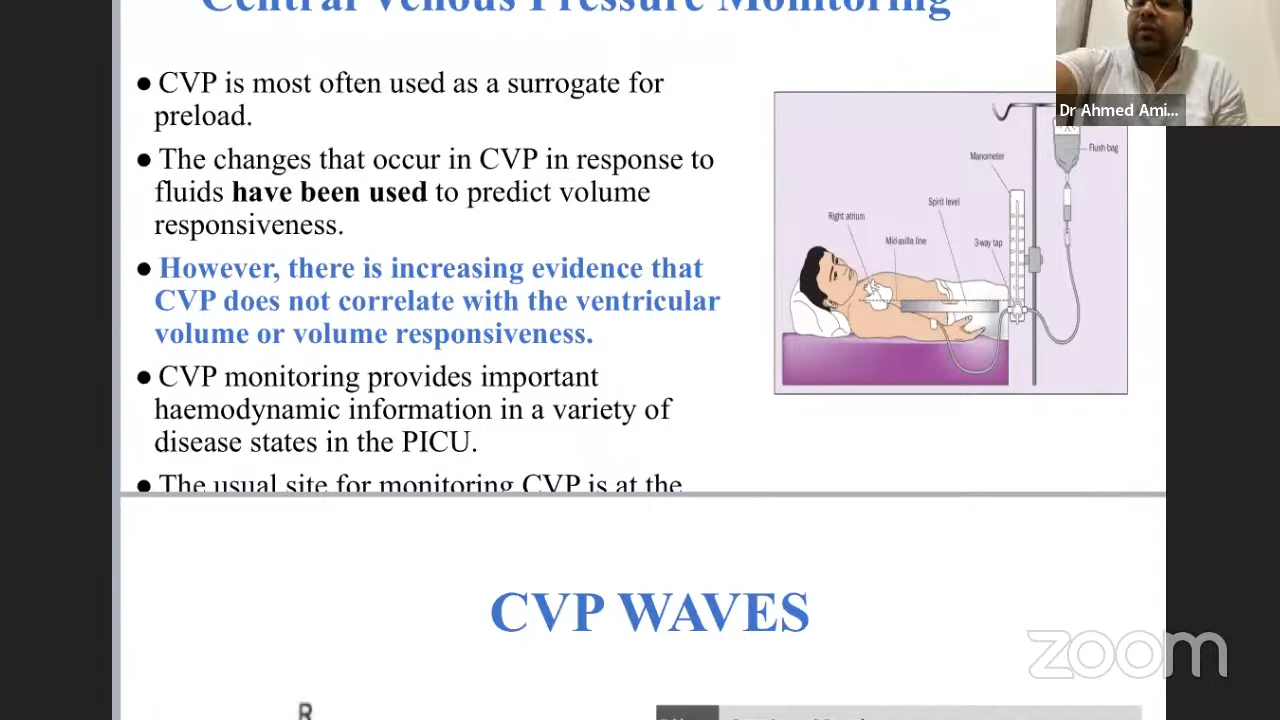 Central Venous Pressure Monitoring
● CVP is most often used as a surrogate for
preload.
● The changes that occur in CVP in response to
fluids have been used to predict volume
responsiveness.
● However, there is increasing evidence that
CVP does not correlate with the ventricular
volume or volume responsiveness.
● CVP monitoring provides important
haemodynamic information in a variety of
disease states in the PICU.
● The usual site for monitoring CVP is at the
Dr Ahmed Ami...
Flush bag
Manometer
Spirit level
Right atrium
Mid-axilla line
3-way tap
CVP WAVES
R
zoom